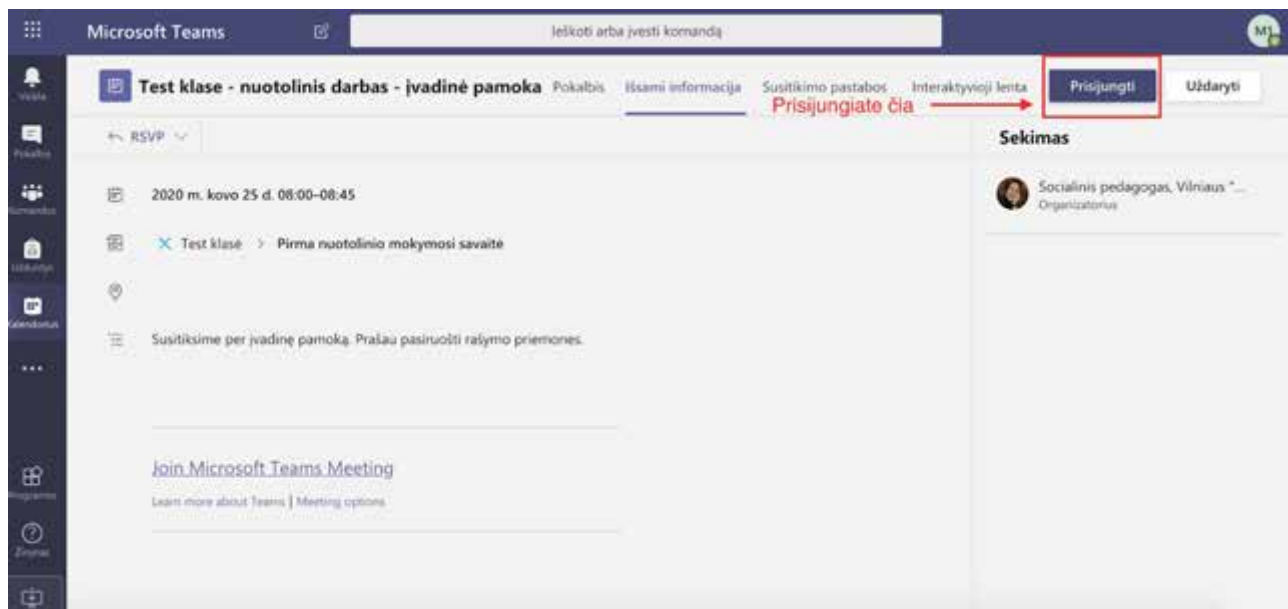 Microsoft Teams
Ieškoti arba įvesti komandą
M1
Veikla
Test klase - nuotolinis darbas - įvadinė pamoka
Pokalbis
Išsami informacija
Susitikimo pastabos
Interaktyvioji lenta
Prisijungti
Uždaryti
Prisijungiate čia
Pokalbis
RSVP
Sekimas
Komandos
2020 m. kovo 25 d. 08:00–08:45
Socialinis pedagogas, Vilniaus "...
Organizatorius
Užduotys
Test klasė > Pirma nuotolinio mokymosi savaitė
Kalendorius
Susitiksime per įvadinę pamoką. Prašau pasiruošti rašymo priemones.
Join Microsoft Teams Meeting
Learn more about Teams | Meeting options
Programos
Žinynas